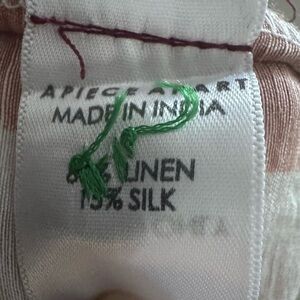 APIECE APART
MADE IN INDIA
LINEN
15% SILK